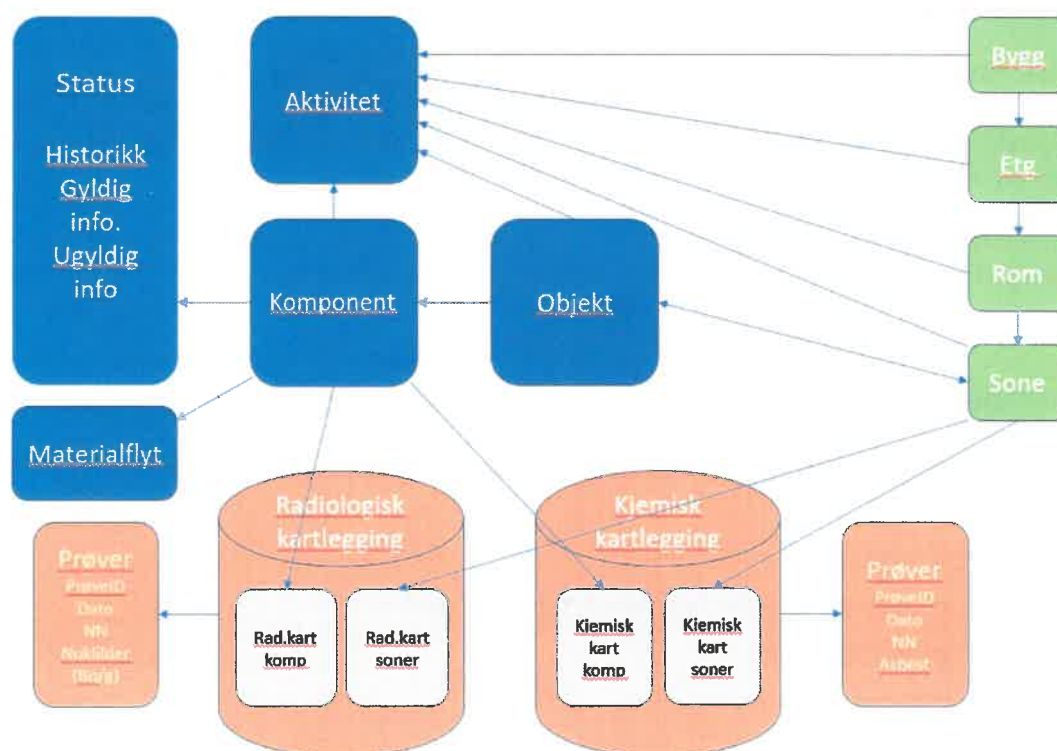 Status
Historikk
Gyldig
info.
Ugyldig
info
Aktivitet
Bygg
Etg
Rom
Sone
Komponent
Objekt
Materialflyt
Radiologisk
kartlegging
Rad.kart
komp
Rad.kart
soner
Kjemisk
kartlegging
Kjemisk
kart
komp
Kjemisk
kart
soner
Prøver
PrøveID
Dato
NN
Nuklider
(Bq/g)
Prøver
PrøveID
Dato
NN
Asbest